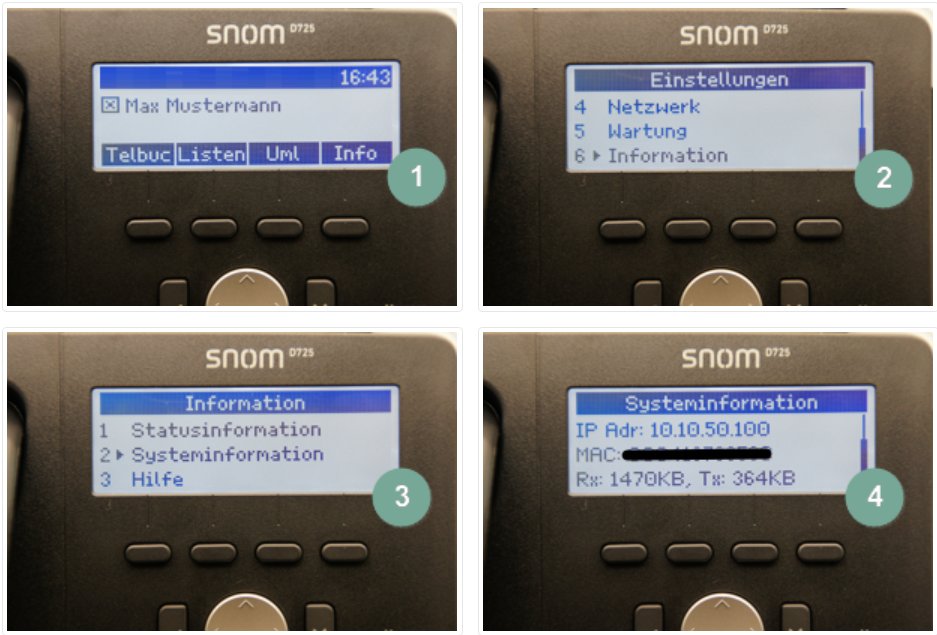 snom D725
16:43
Max Mustermann
Telbuc Listen Uml Info
1
snom D725
Einstellungen
4 Netzwerk
5 Wartung
6 Information
2
snom D725
Information
1 Statusinformation
2 Systeminformation
3 Hilfe
3
snom D725
Systeminformation
IP Adr: 10.10.50.100
MAC:
Rx: 1470KB, Tx: 364KB
4